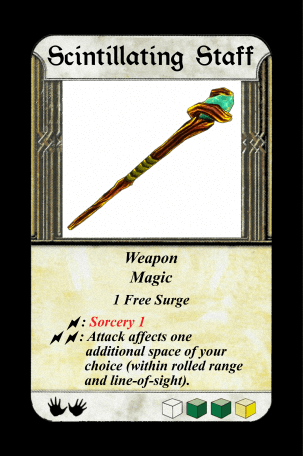 Scintillating Staff
Weapon
Magic
1 Free Surge
: Sorcery 1
: Attack affects one
additional space of your
choice (within rolled range
and line-of-sight).